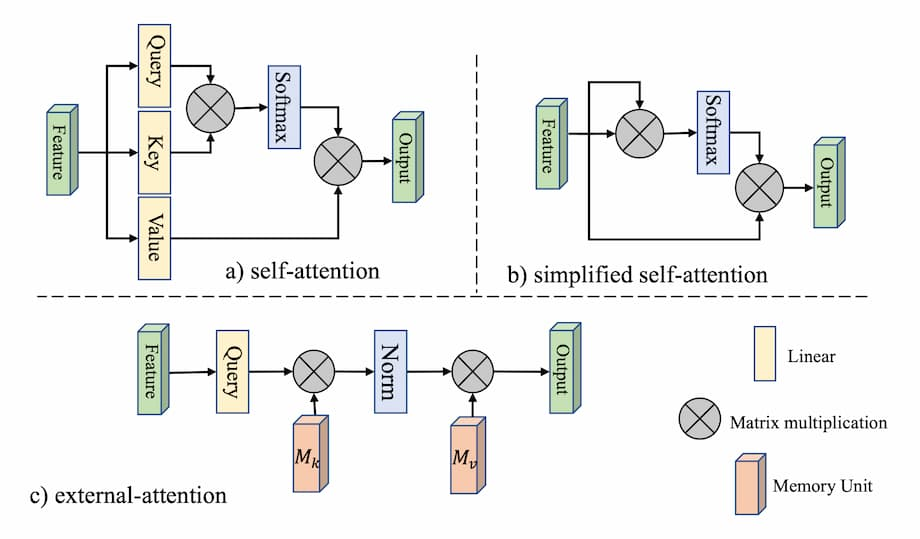 Feature
Query
Key
Value
Softmax
Output
a) self-attention
Feature
Softmax
Output
b) simplified self-attention
Feature
Query
Norm
Output
M_k
M_v
c) external-attention
Linear
Matrix multiplication
Memory Unit